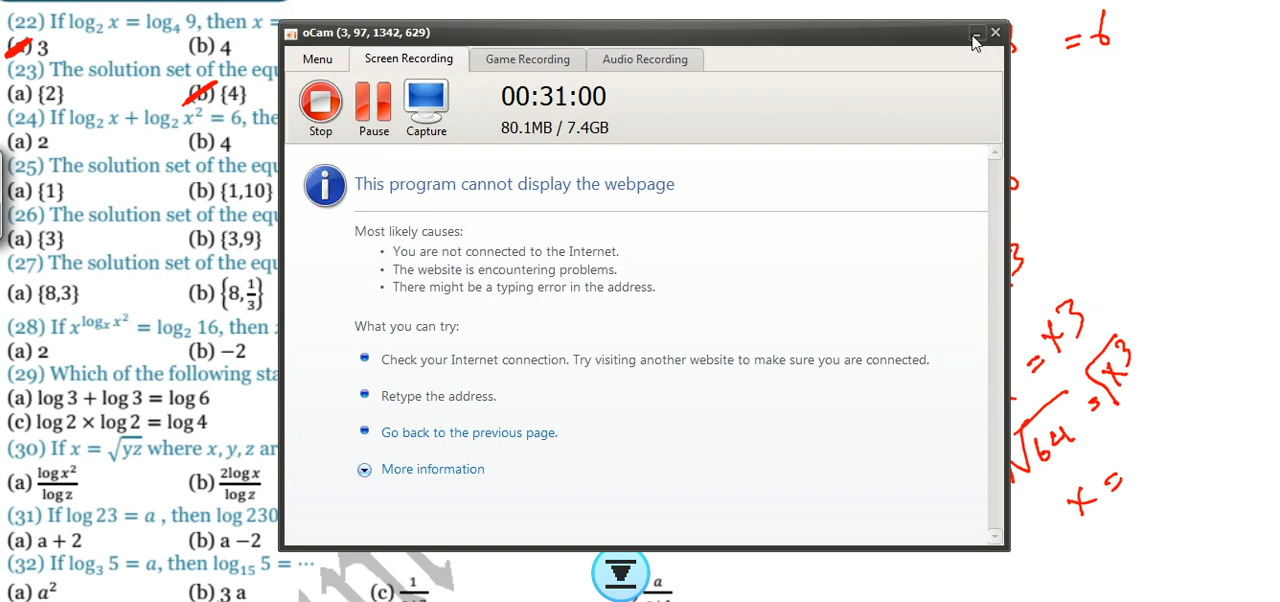 (22) If log₂ x = log₄ 9, then x =
(a) 3 (b) 4
(23) The solution set of the equ
(a) {2} (b) {4}
(24) If log₂ x + log₂ x² = 6, the
(a) 2 (b) 4
(25) The solution set of the equ
(a) {1} (b) {1,10}
(26) The solution set of the equ
(a) {3} (b) {3,9}
(27) The solution set of the equ
(a) {8,3} (b) {8,1/3}
(28) If x^(logₓ x²) = log₂ 16, then
(a) 2 (b) −2
(29) Which of the following sta
(a) log 3 + log 3 = log 6
(c) log 2 × log 2 = log 4
(30) If x = √yz where x, y, z ar
(a) log x²/log z (b) 2log x/log z
(31) If log 23 = a , then log 230
(a) a + 2 (b) a −2
(32) If log₃ 5 = a, then log₁₅ 5 = ⋯
(a) a² (b) 3 a (c)
oCam (3, 97, 1342, 629)
Menu Screen Recording Game Recording Audio Recording
Stop Pause Capture
00:31:00
80.1MB / 7.4GB
This program cannot display the webpage
Most likely causes:
• You are not connected to the Internet.
• The website is encountering problems.
• There might be a typing error in the address.
What you can try:
Check your Internet connection. Try visiting another website to make sure you are connected.
Retype the address.
Go back to the previous page.
More information
= 6
= x³
√64 ³√x³
x =